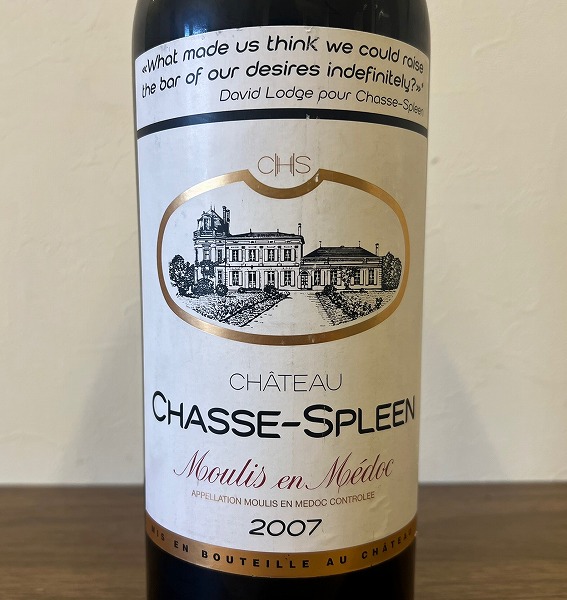 «What made us think we could raise
the bar of our desires indefinitely?»
David Lodge pour Chasse-Spleen
CHS
CHÂTEAU
CHASSE-SPLEEN
Moulis en Médoc
APPELLATION MOULIS EN MEDOC CONTROLEE
2007
MIS EN BOUTEILLE AU CHÂTEAU